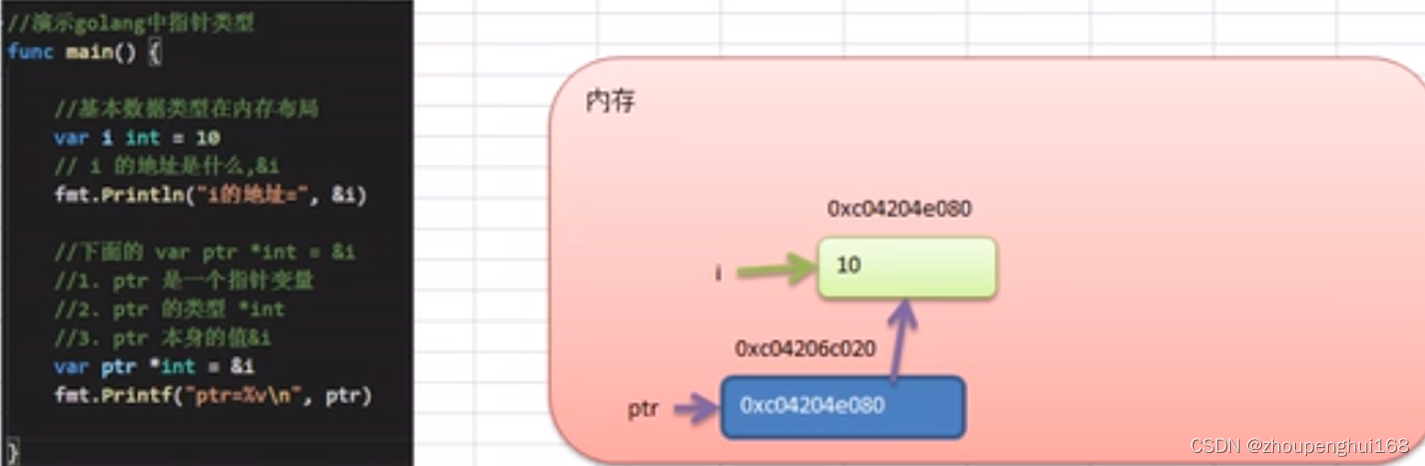 //演示golang中指针类型
func main() {
//基本数据类型在内存布局
var i int = 10
// i 的地址是什么,&i
fmt.Println("i的地址=", &i)
//下面的 var ptr *int = &i
//1. ptr 是一个指针变量
//2. ptr 的类型 *int
//3. ptr 本身的值&i
var ptr *int = &i
fmt.Printf("ptr=%v\n", ptr)
}
内存
0xc04204e080
i
10
0xc04206c020
ptr
0xc04204e080
CSDN @zhoupenghui168